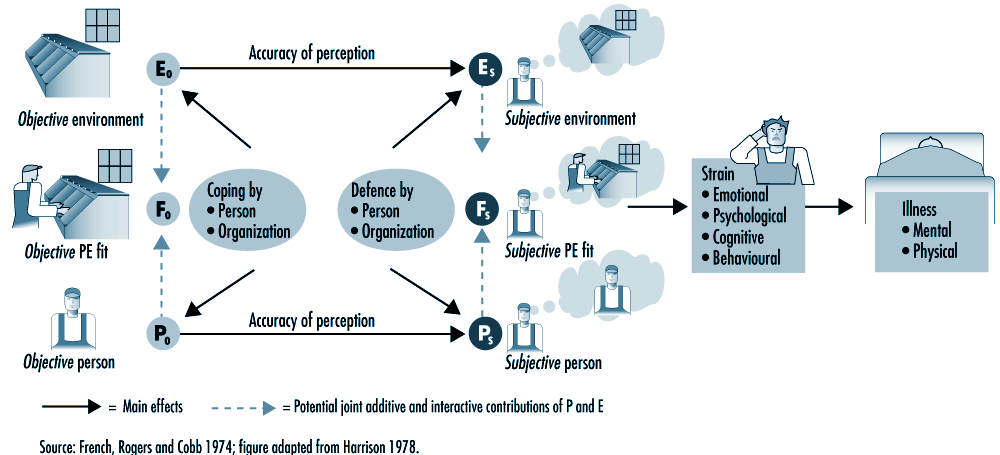 Accuracy of perception
E₀
Eₛ
Objective environment
Subjective environment
Coping by
• Person
• Organization
Defence by
• Person
• Organization
F₀
Fₛ
Objective PE fit
Subjective PE fit
Strain
• Emotional
• Psychological
• Cognitive
• Behavioural
Illness
• Mental
• Physical
Accuracy of perception
P₀
Pₛ
Objective person
Subjective person
= Main effects
= Potential joint additive and interactive contributions of P and E
Source: French, Rogers and Cobb 1974; figure adapted from Harrison 1978.